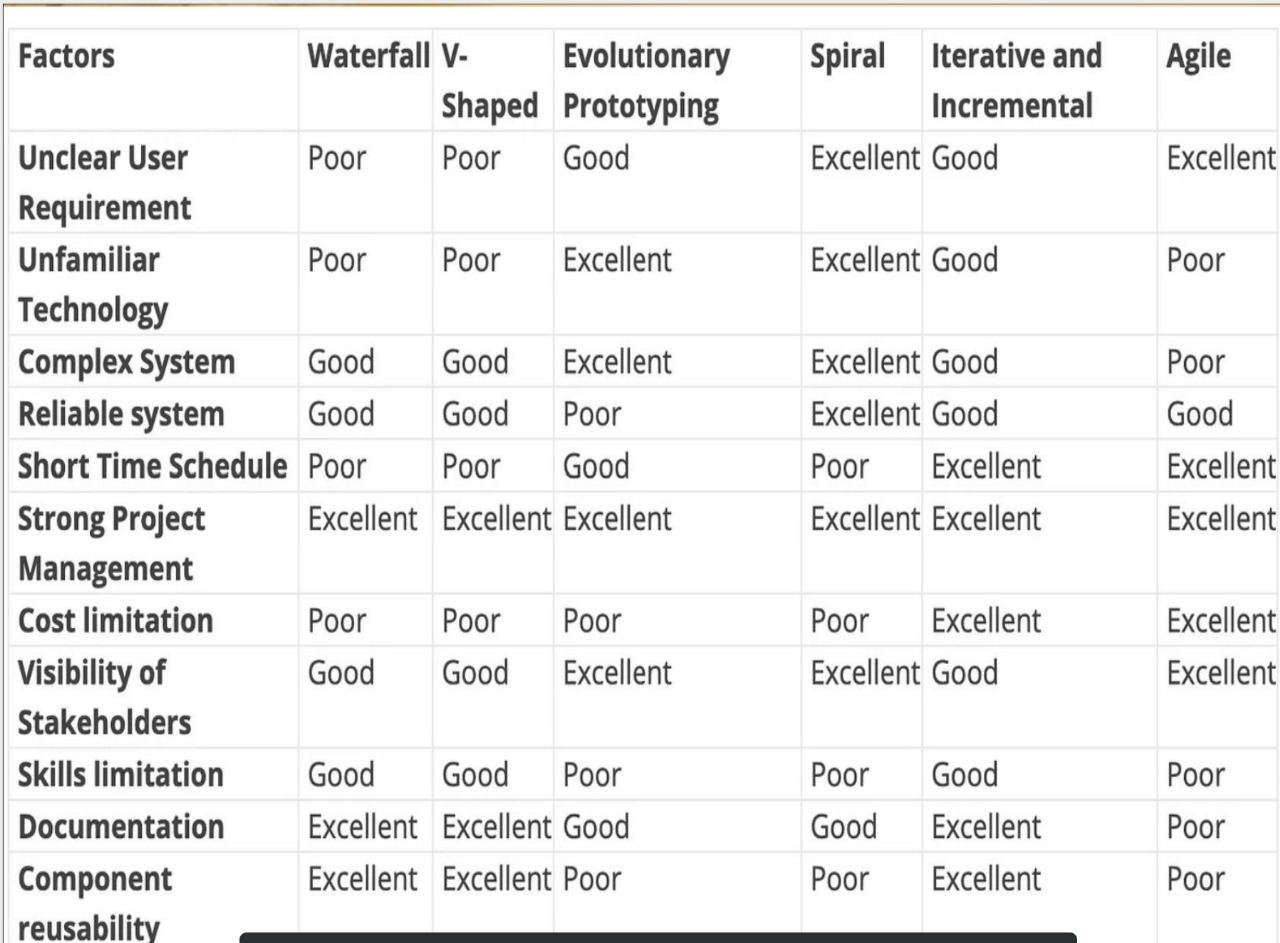 Factors Waterfall V-Shaped Evolutionary Prototyping Spiral Iterative and Incremental Agile
Unclear User Requirement Poor Poor Good Excellent Good Excellent
Unfamiliar Technology Poor Poor Excellent Excellent Good Poor
Complex System Good Good Excellent Excellent Good Poor
Reliable system Good Good Poor Excellent Good Good
Short Time Schedule Poor Poor Good Poor Excellent Excellent
Strong Project Management Excellent Excellent Excellent Excellent Excellent Excellent
Cost limitation Poor Poor Poor Poor Excellent Excellent
Visibility of Stakeholders Good Good Excellent Excellent Good Excellent
Skills limitation Good Good Poor Poor Good Poor
Documentation Excellent Excellent Good Good Excellent Poor
Component reusability Excellent Excellent Poor Poor Excellent Poor